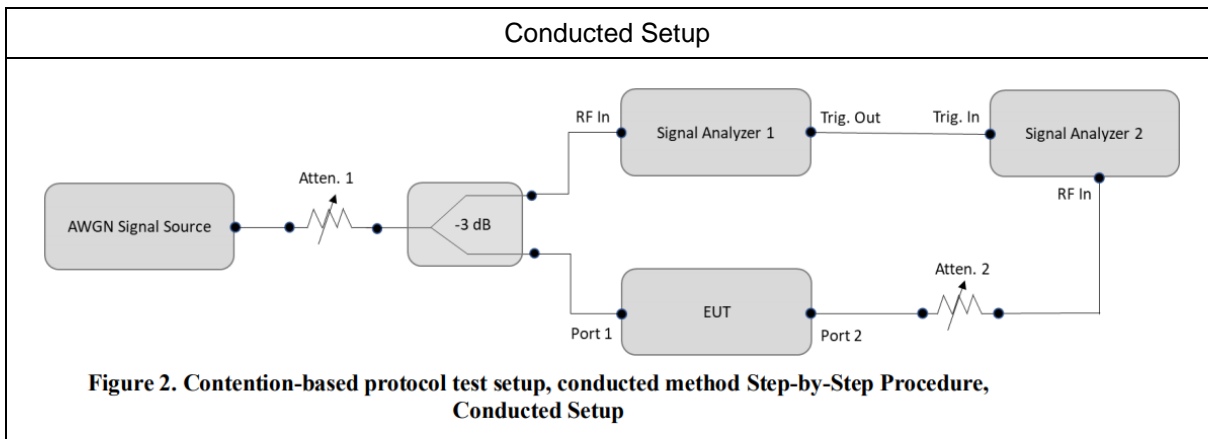 Conducted Setup
RF In
Signal Analyzer 1
Trig. Out
Trig. In
Signal Analyzer 2
RF In
Atten. 1
AWGN Signal Source
-3 dB
Atten. 2
EUT
Port 1
Port 2
Figure 2. Contention-based protocol test setup, conducted method Step-by-Step Procedure,
Conducted Setup